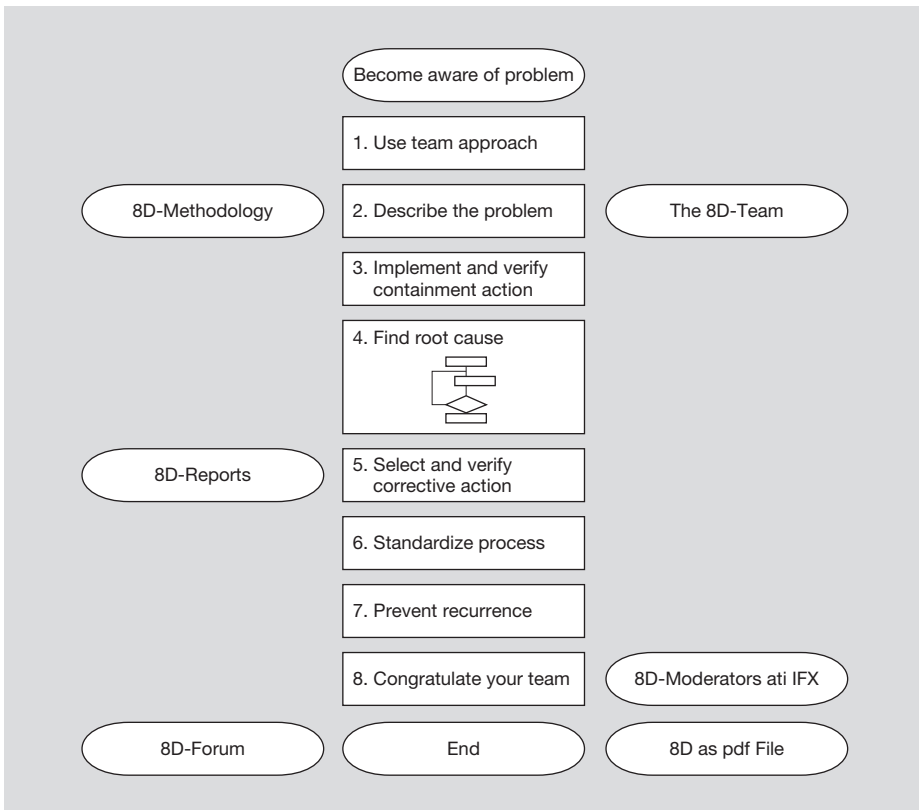 Become aware of problem
1. Use team approach
8D-Methodology
2. Describe the problem
The 8D-Team
3. Implement and verify
containment action
4. Find root cause
8D-Reports
5. Select and verify
corrective action
6. Standardize process
7. Prevent recurrence
8. Congratulate your team
8D-Moderators ati IFX
8D-Forum
End
8D as pdf File